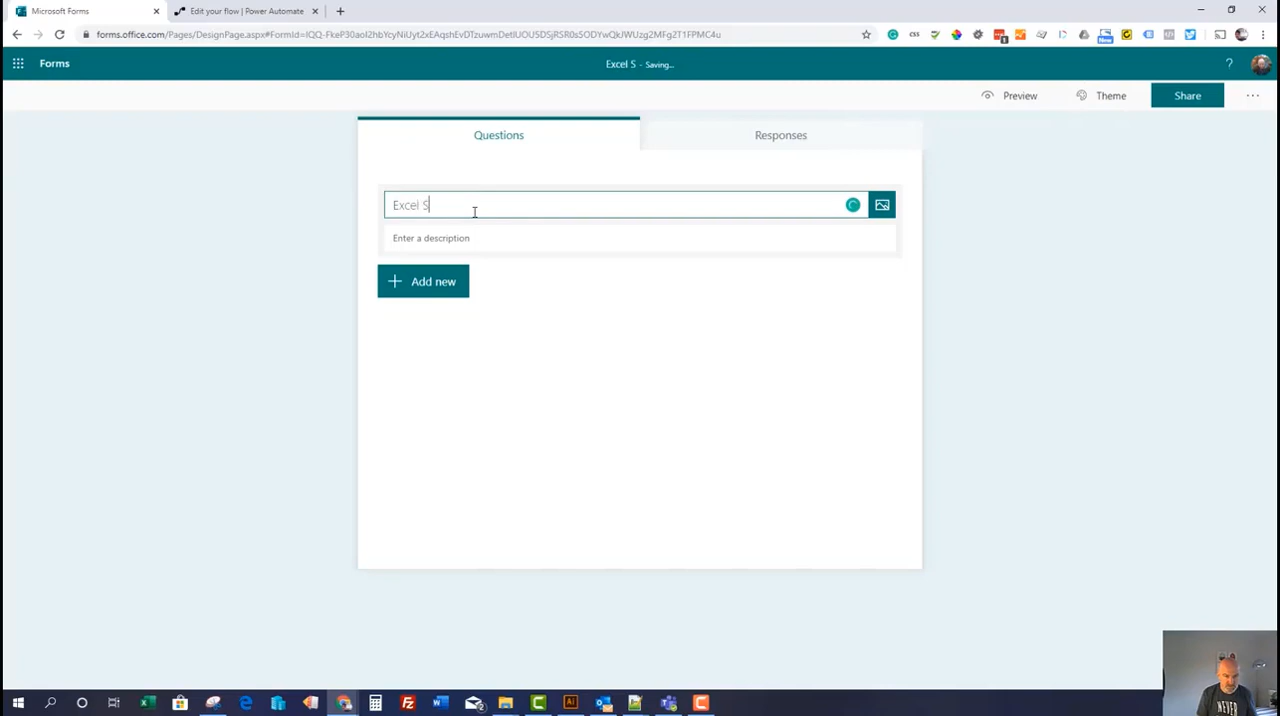 Microsoft Forms
Edit your flow | Power Automate
Forms
Excel S - Saving...
?
Preview
Theme
Share
Questions
Responses
Excel S
Enter a description
Add new
NEVER